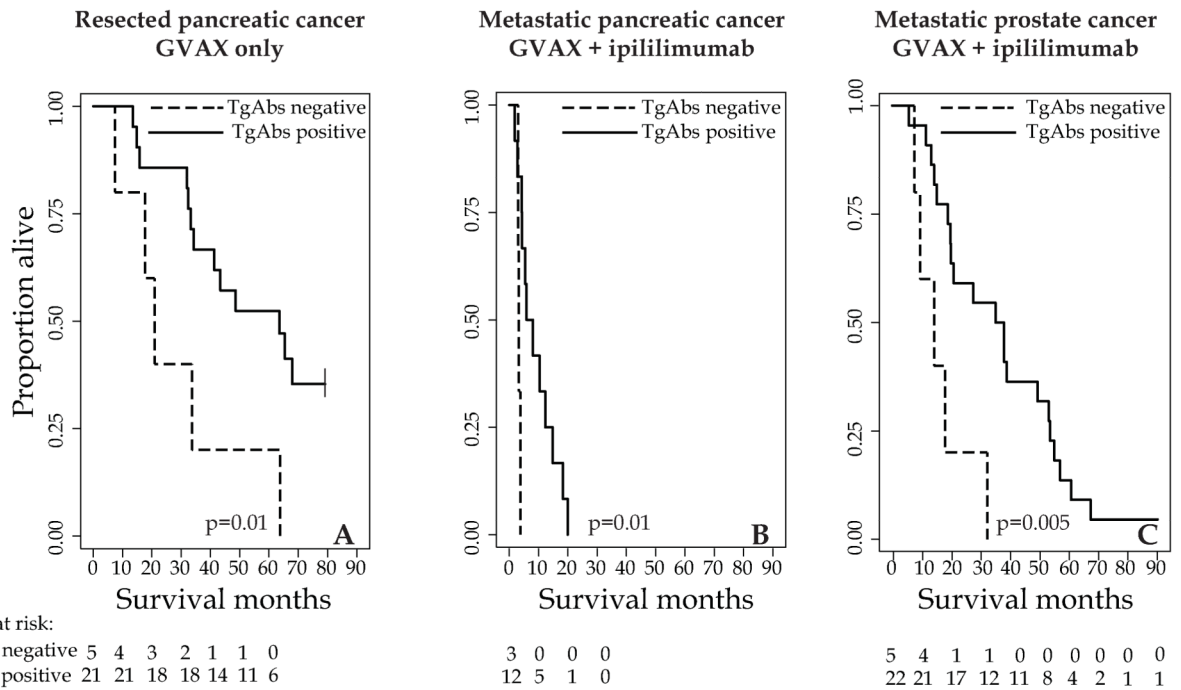 Resected pancreatic cancer
GVAX only
Metastatic pancreatic cancer
GVAX + ipililimumab
Metastatic prostate cancer
GVAX + ipililimumab
Proportion alive
1.00
0.75
0.50
0.25
0.00
TgAbs negative
TgAbs positive
p=0.01
A
0 10 20 30 40 50 60 70 80 90
Survival months
1.00
0.75
0.50
0.25
0.00
TgAbs negative
TgAbs positive
p=0.01
B
0 10 20 30 40 50 60 70 80 90
Survival months
1.00
0.75
0.50
0.25
0.00
TgAbs negative
TgAbs positive
p=0.005
C
0 10 20 30 40 50 60 70 80 90
Survival months
at risk:
negative 5 4 3 2 1 1 0
positive 21 21 18 18 14 11 6
3 0 0 0
12 5 1 0
5 4 1 1 0 0 0 0 0 0
22 21 17 12 11 8 4 2 1 1